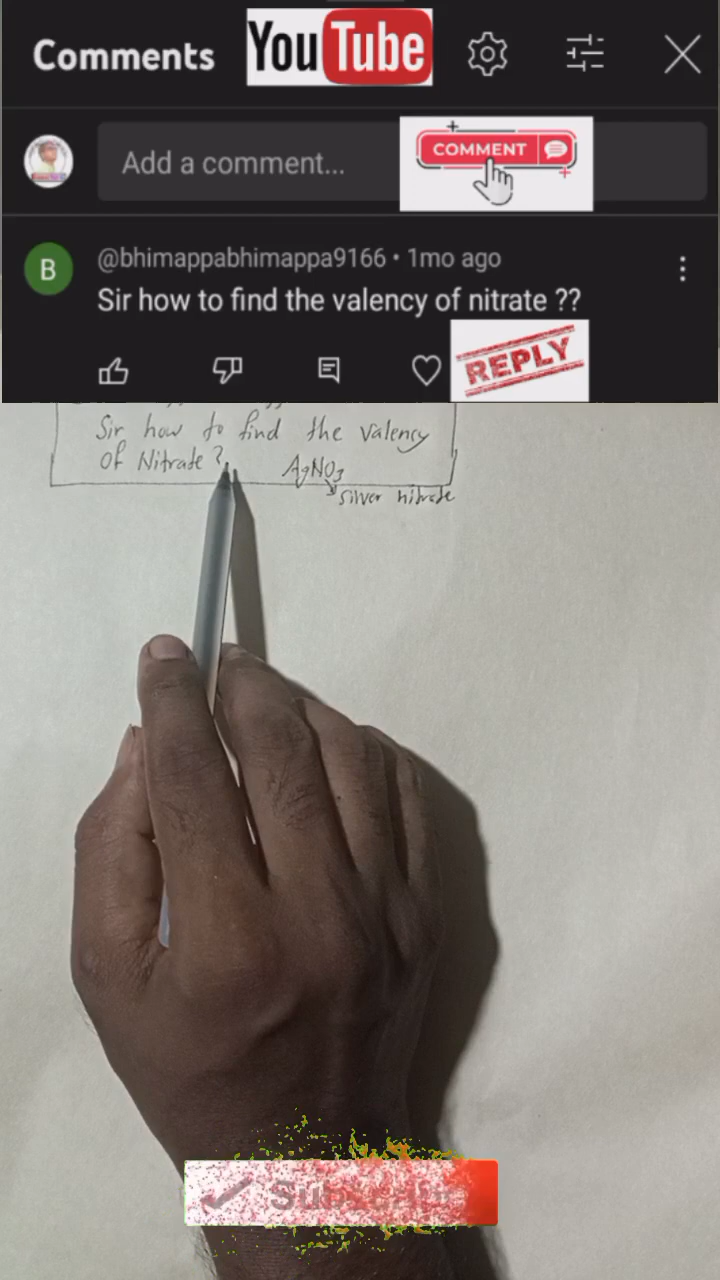 Comments YouTube
Add a comment... COMMENT
B @bhimappabhimappa9166 • 1mo ago
Sir how to find the valency of nitrate ??
REPLY
Sir how to find the valency
Of Nitrate ? AgNO3
Silver nitrate